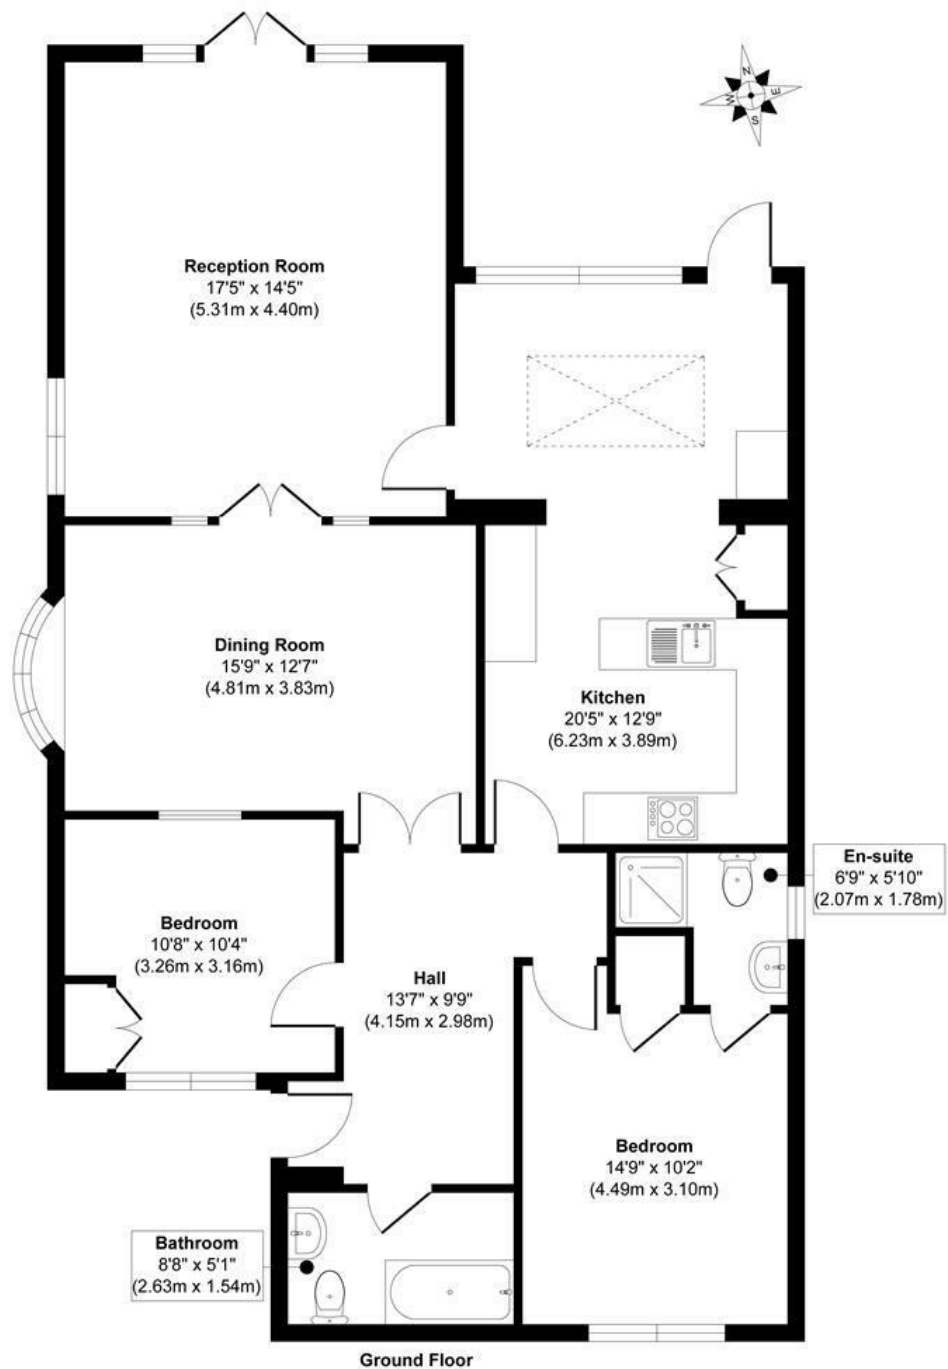 N
W
E
S
Reception Room
17'5" x 14'5"
(5.31m x 4.40m)
Dining Room
15'9" x 12'7"
(4.81m x 3.83m)
Kitchen
20'5" x 12'9"
(6.23m x 3.89m)
En-suite
6'9" x 5'10"
(2.07m x 1.78m)
Bedroom
10'8" x 10'4"
(3.26m x 3.16m)
Hall
13'7" x 9'9"
(4.15m x 2.98m)
Bedroom
14'9" x 10'2"
(4.49m x 3.10m)
Bathroom
8'8" x 5'1"
(2.63m x 1.54m)
Ground Floor